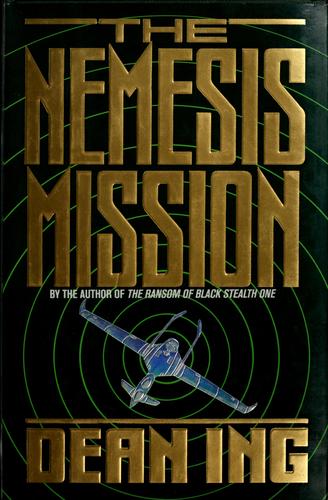 THE
NEMESIS
MISSION
BY THE AUTHOR OF THE RANSOM OF BLACK STEALTH ONE
DEAN ING